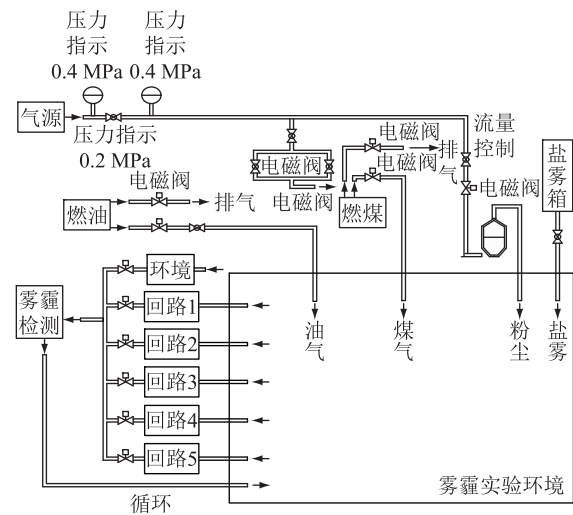 压力
指示
0.4 MPa
压力
指示
0.4 MPa
气源
压力指示
0.2 MPa
电磁阀
电磁阀
电磁阀
排气
电磁阀
流量
控制
电磁阀
盐雾箱
电磁阀
排气
燃油
燃煤
环境
雾霾
检测
回路1
回路2
回路3
回路4
回路5
油气
煤气
粉尘
盐雾
循环
雾霾实验环境